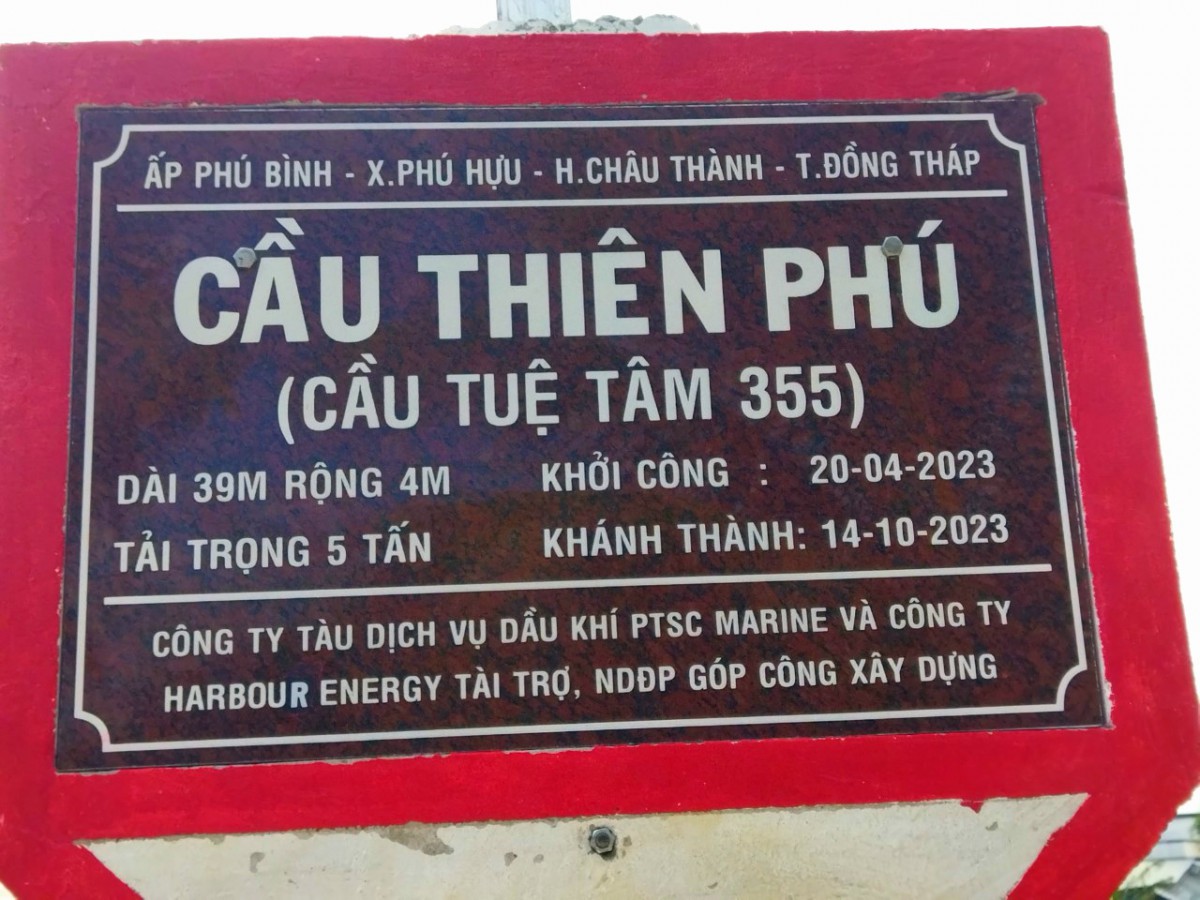 ẤP PHÚ BÌNH - X.PHÚ HỰU - H.CHÂU THÀNH - T.ĐỒNG THÁP
CẦU THIÊN PHÚ
(CẦU TUỆ TÂM 355)
DÀI 39M RỘNG 4M KHỞI CÔNG : 20-04-2023
TẢI TRỌNG 5 TẤN KHÁNH THÀNH: 14-10-2023
CÔNG TY TÀU DỊCH VỤ DẦU KHÍ PTSC MARINE VÀ CÔNG TY
HARBOUR ENERGY TÀI TRỢ, NDĐP GÓP CÔNG XÂY DỰNG